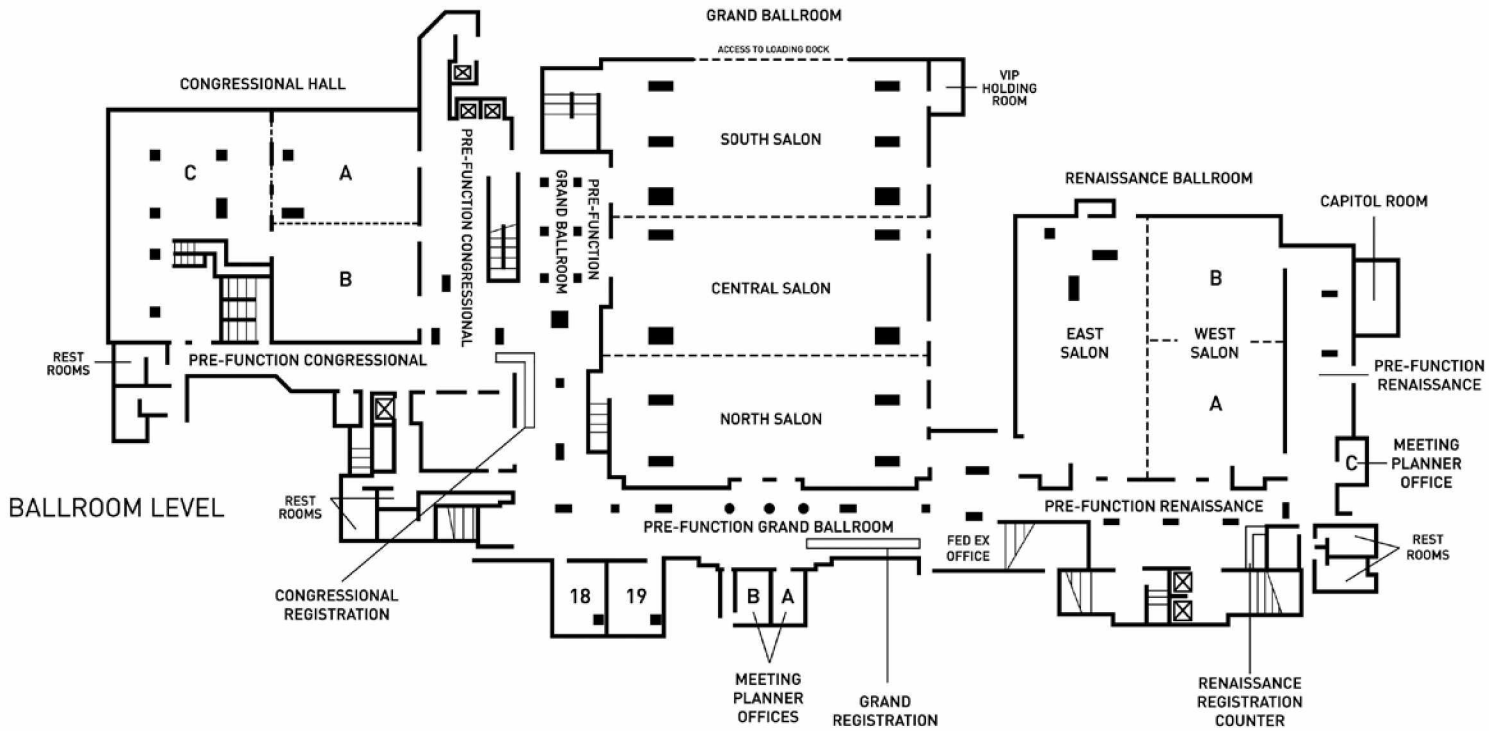 GRAND BALLROOM
ACCESS TO LOADING DOCK
CONGRESSIONAL HALL
VIP
HOLDING
ROOM
SOUTH SALON
C
A
B
PRE-FUNCTION CONGRESSIONAL
PRE-FUNCTION
GRAND BALLROOM
RENAISSANCE BALLROOM
CAPITOL ROOM
CENTRAL SALON
B
EAST
SALON
WEST
SALON
A
REST
ROOMS
PRE-FUNCTION CONGRESSIONAL
PRE-FUNCTION
RENAISSANCE
NORTH SALON
C
MEETING
PLANNER
OFFICE
BALLROOM LEVEL
REST
ROOMS
PRE-FUNCTION GRAND BALLROOM
PRE-FUNCTION RENAISSANCE
FED EX
OFFICE
REST
ROOMS
CONGRESSIONAL
REGISTRATION
18
19
B
A
MEETING
PLANNER
OFFICES
GRAND
REGISTRATION
RENAISSANCE
REGISTRATION
COUNTER